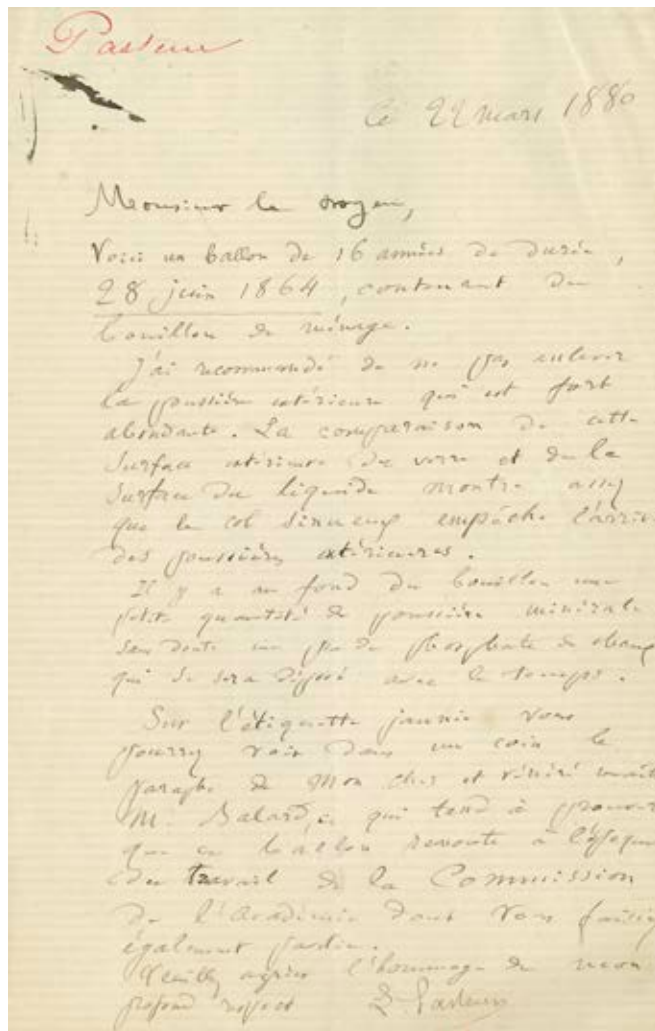 Pasteur
le 22 mars 1880
Monsieur le Doyen,
Voici un ballon de 16 années de durée,
28 juin 1864, contenant du
bouillon de ménage.
J'ai recommandé de ne pas enlever
la poussière extérieure qui est fort
abondante. La comparaison de cette
surface extérieure du verre et de la
surface du liquide montre assez
que le col sinueux empêche l'arriv
des poussières extérieures.
Il y a au fond du bouillon une
petite quantité de poussière minérale
sans doute un peu de phosphate de chaux
qui se sera déposé avec le temps.
Sur l'étiquette jaunie vous
pourrez voir dans un coin le
paraphe de mon cher et vénéré maît
M. Balard, ce qui tend à prouver
que ce ballon remonte à l'époque
du travail de la Commission
de l'Académie dont vous faisiez
également partie.
Veuillez agréer l'hommage de mon
profond respect L. Pasteur